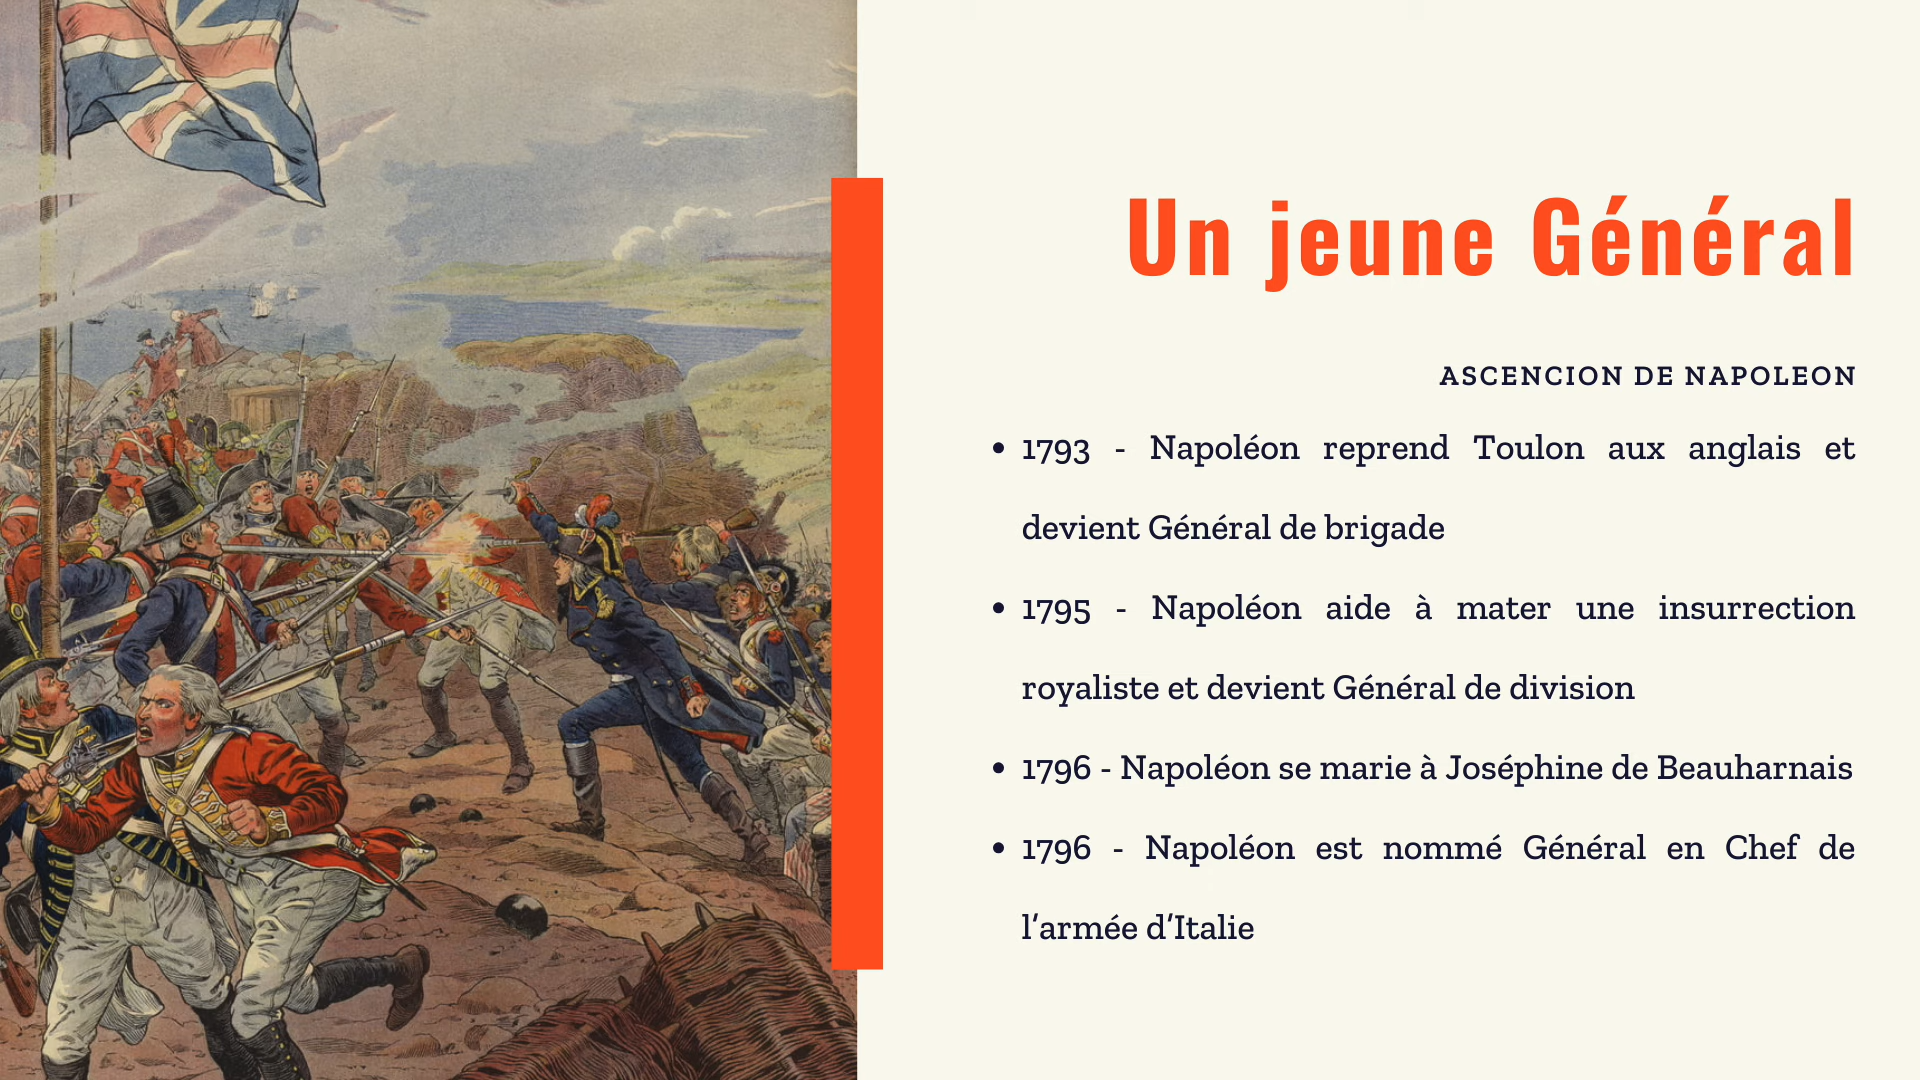 Un jeune Général
ASCENCION DE NAPOLEON
• 1793 - Napoléon reprend Toulon aux anglais et
devient Général de brigade
• 1795 - Napoléon aide à mater une insurrection
royaliste et devient Général de division
• 1796 - Napoléon se marie à Joséphine de Beauharnais
• 1796 - Napoléon est nommé Général en Chef de
l'armée d'Italie